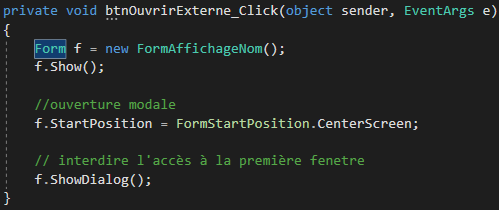 private void btnOuvrirExterne_Click(object sender, EventArgs e)
{
Form f = new FormAffichageNom();
f.Show();
//ouverture modale
f.StartPosition = FormStartPosition.CenterScreen;
// interdire l'accès à la première fenetre
f.ShowDialog();
}